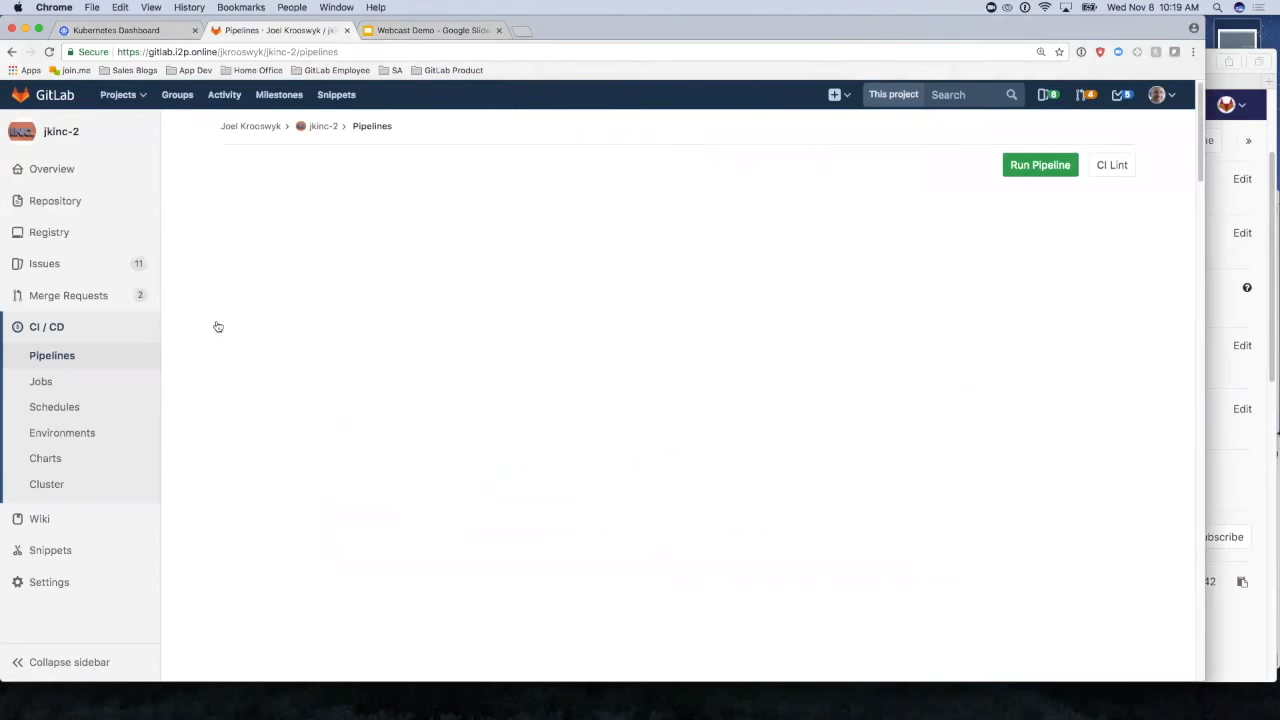 Chrome File Edit View History Bookmarks People Window Help Wed Nov 8 10:19 AM
Kubernetes Dashboard Pipelines · Joel Krooswyk / jki Webcast Demo - Google Slide
Secure https://gitlab.i2p.online/jkrooswyk/jkinc-2/pipelines
Apps join.me Sales Blogs App Dev Home Office GitLab Employee SA GitLab Product
GitLab Projects Groups Activity Milestones Snippets This project Search 8 4 5
jkinc-2
Joel Krooswyk › jkinc-2 › Pipelines
Run Pipeline CI Lint
Overview
Repository
Registry
Issues 11
Merge Requests 2
CI / CD
Pipelines
Jobs
Schedules
Environments
Charts
Cluster
Wiki
Snippets
Settings
Collapse sidebar
Edit
Edit
Edit
Edit
42